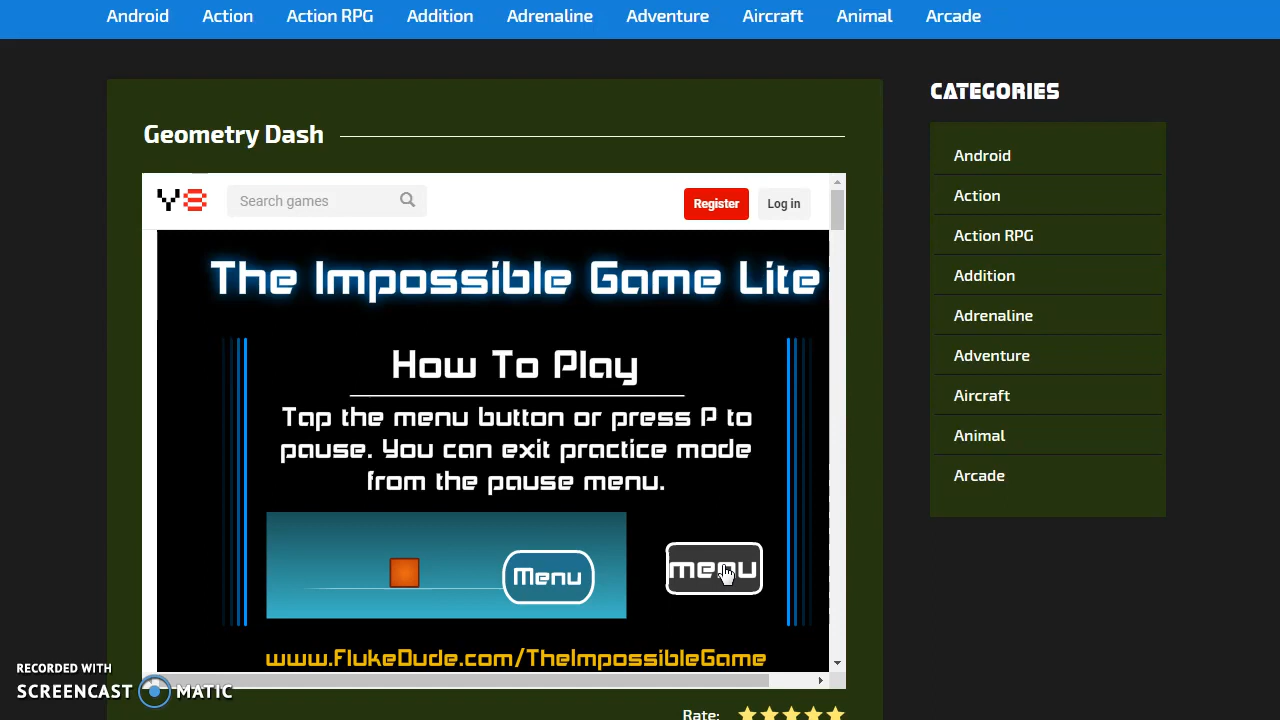 Android Action Action RPG Addition Adrenaline Adventure Aircraft Animal Arcade
Geometry Dash
Y8 Search games Register Log in
The Impossible Game Lite
How To Play
Tap the menu button or press P to
pause. You can exit practice mode
from the pause menu.
Menu
menu
www.FlukeDude.com/TheImpossibleGame
Rate:
CATEGORIES
Android
Action
Action RPG
Addition
Adrenaline
Adventure
Aircraft
Animal
Arcade
RECORDED WITH
SCREENCAST MATIC